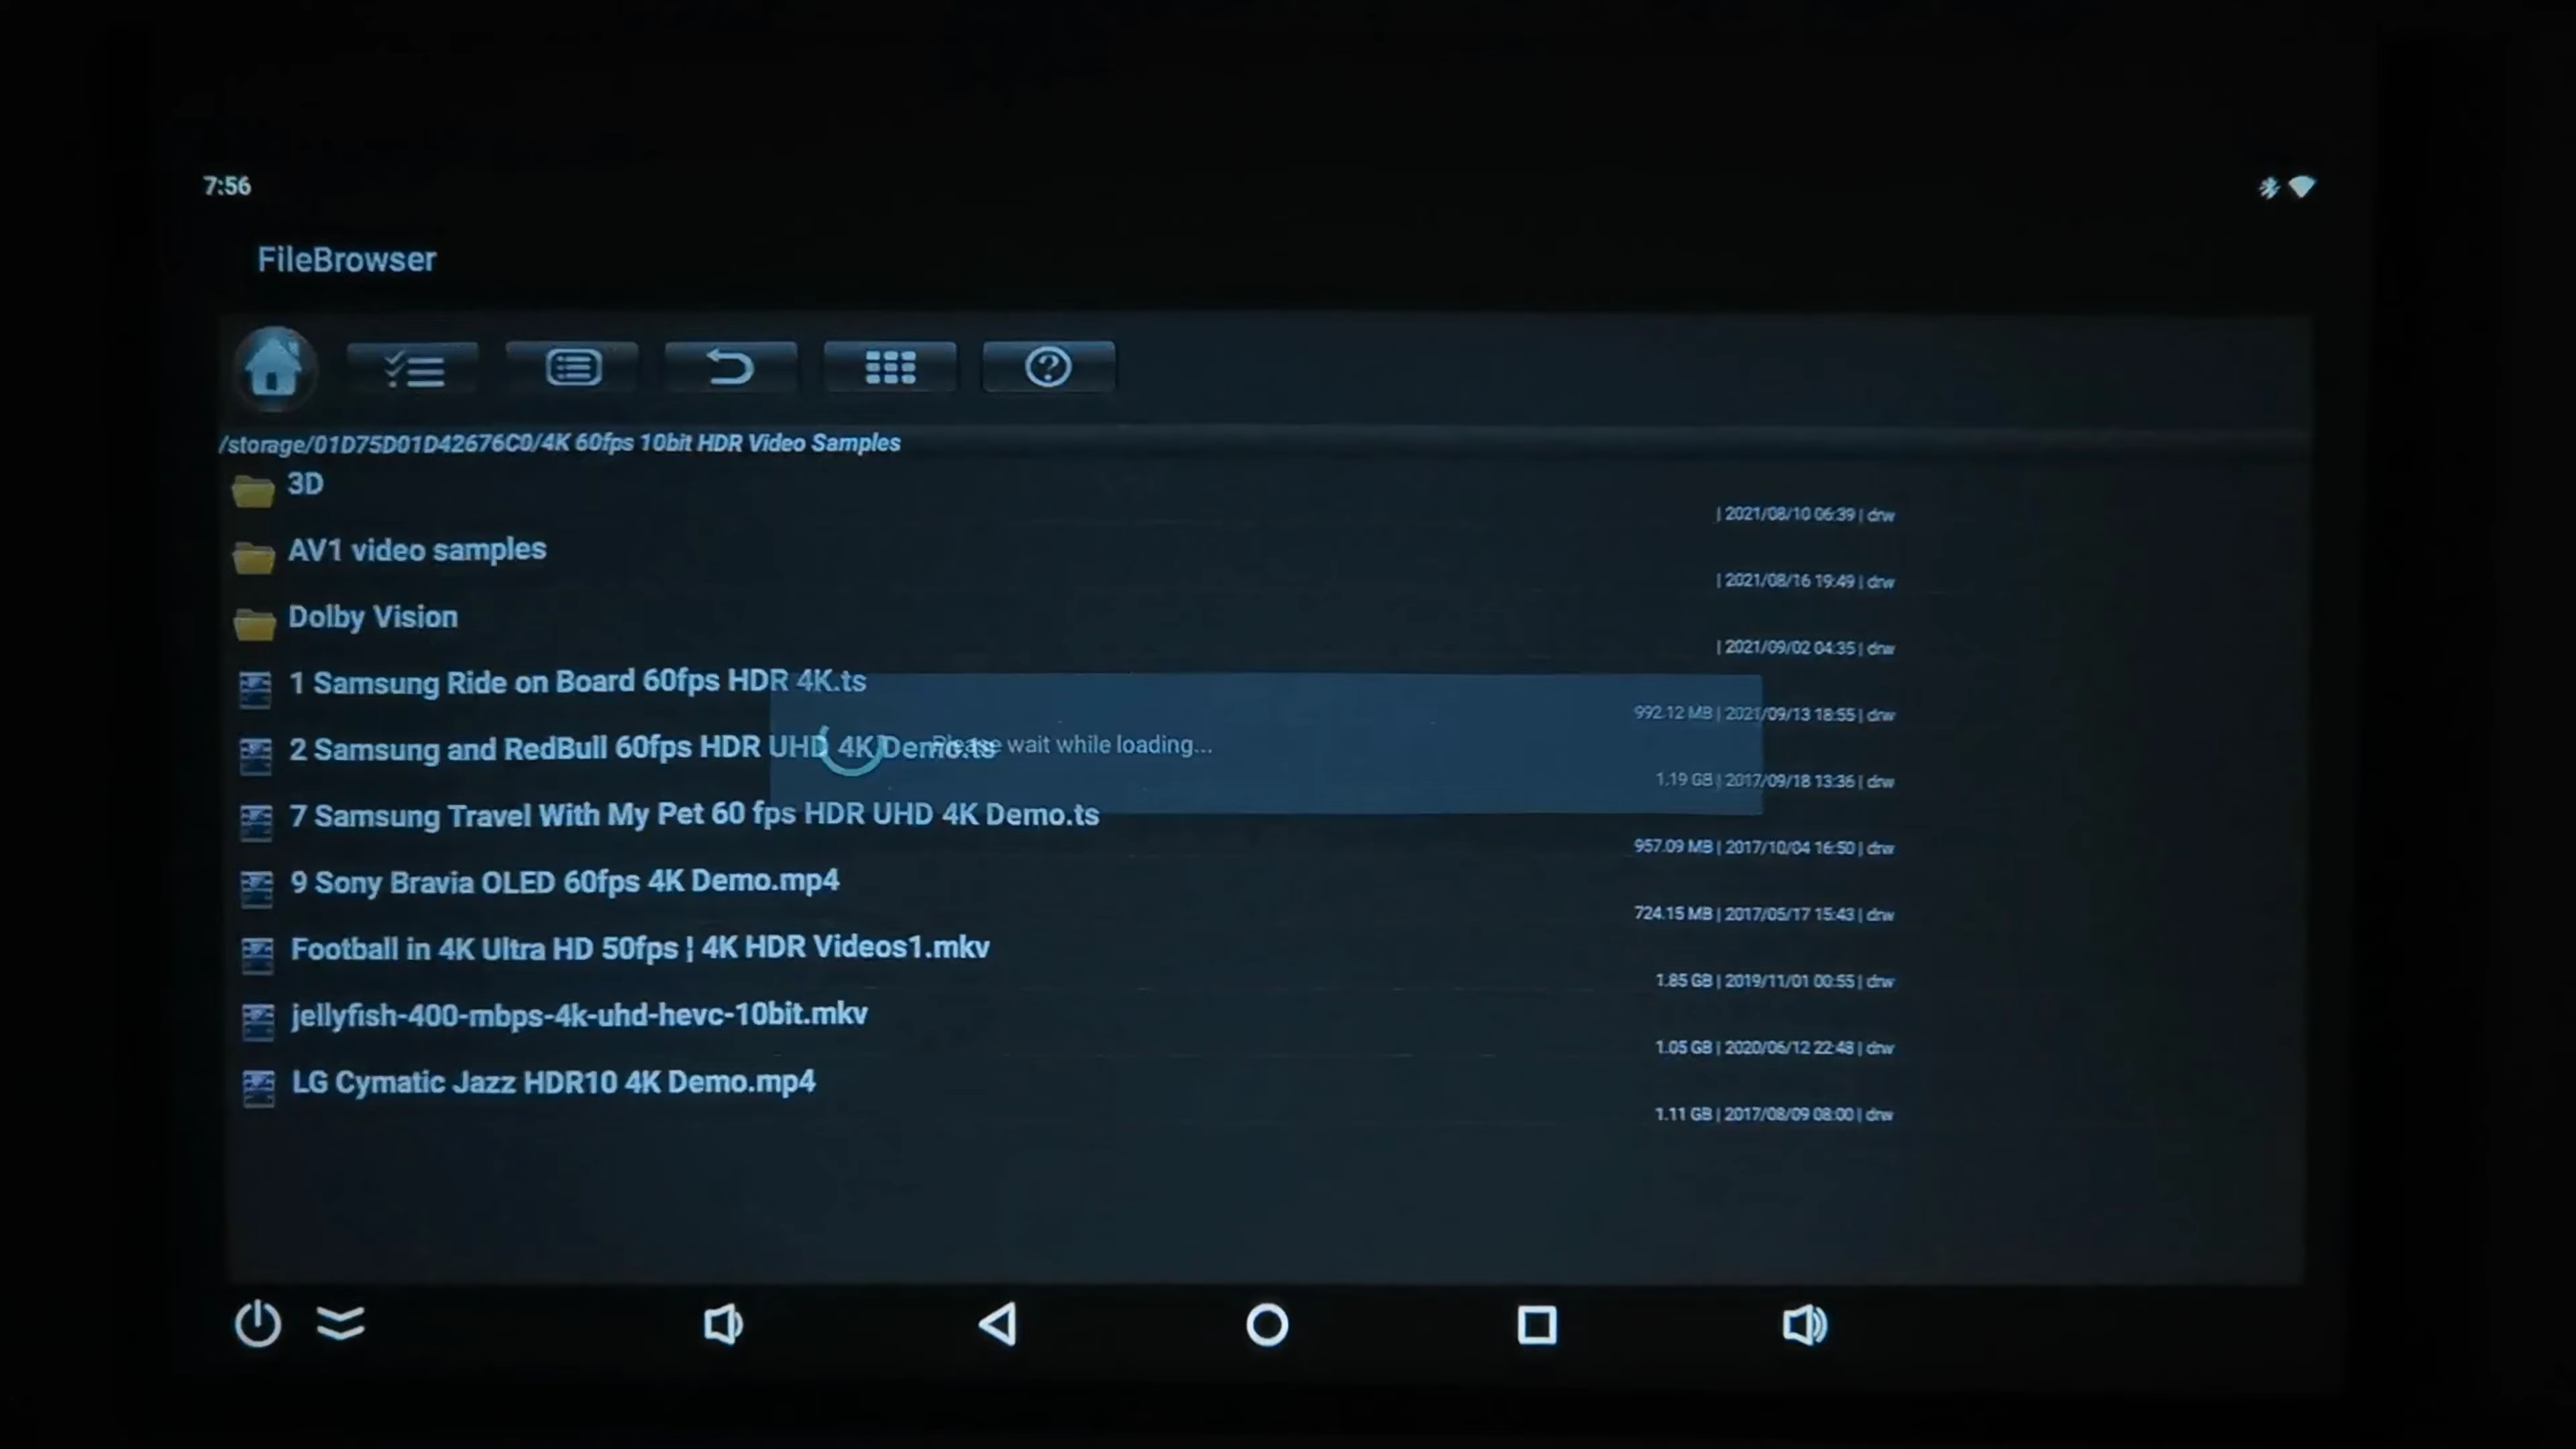 7:56
FileBrowser
/storage/01D75D01D42676C0/4K 60fps 10bit HDR Video Samples
3D
| 2021/08/10 06:39 | drw
AV1 video samples
| 2021/08/16 19:49 | drw
Dolby Vision
| 2021/09/02 04:35 | drw
1 Samsung Ride on Board 60fps HDR 4K.ts
992.12 MB | 2021/09/13 18:55 | drw
2 Samsung and RedBull 60fps HDR UHD 4K Demo.ts
Please wait while loading...
1.19 GB | 2017/09/18 13:36 | drw
7 Samsung Travel With My Pet 60 fps HDR UHD 4K Demo.ts
957.09 MB | 2017/10/04 16:50 | drw
9 Sony Bravia OLED 60fps 4K Demo.mp4
724.15 MB | 2017/05/17 15:43 | drw
Football in 4K Ultra HD 50fps ¦ 4K HDR Videos1.mkv
1.85 GB | 2019/11/01 00:55 | drw
jellyfish-400-mbps-4k-uhd-hevc-10bit.mkv
1.05 GB | 2020/06/12 22:48 | drw
LG Cymatic Jazz HDR10 4K Demo.mp4
1.11 GB | 2017/08/09 08:00 | drw